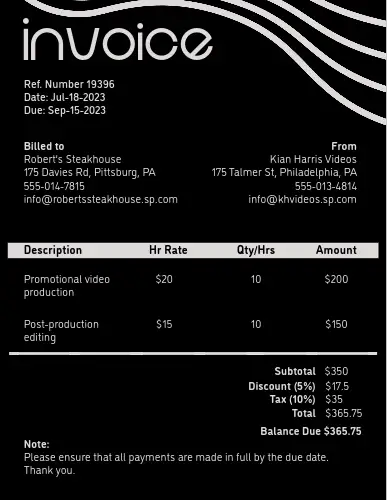 invoice
Ref. Number 19396
Date: Jul-18-2023
Due: Sep-15-2023
Billed to
Robert's Steakhouse
175 Davies Rd, Pittsburg, PA
555-014-7815
info@robertssteakhouse.sp.com
From
Kian Harris Videos
175 Talmer St, Philadelphia, PA
555-013-4814
info@khvideos.sp.com
Description Hr Rate Qty/Hrs Amount
Promotional video production $20 10 $200
Post-production editing $15 10 $150
Subtotal $350
Discount (5%) $17.5
Tax (10%) $35
Total $365.75
Balance Due $365.75
Note:
Please ensure that all payments are made in full by the due date.
Thank you.